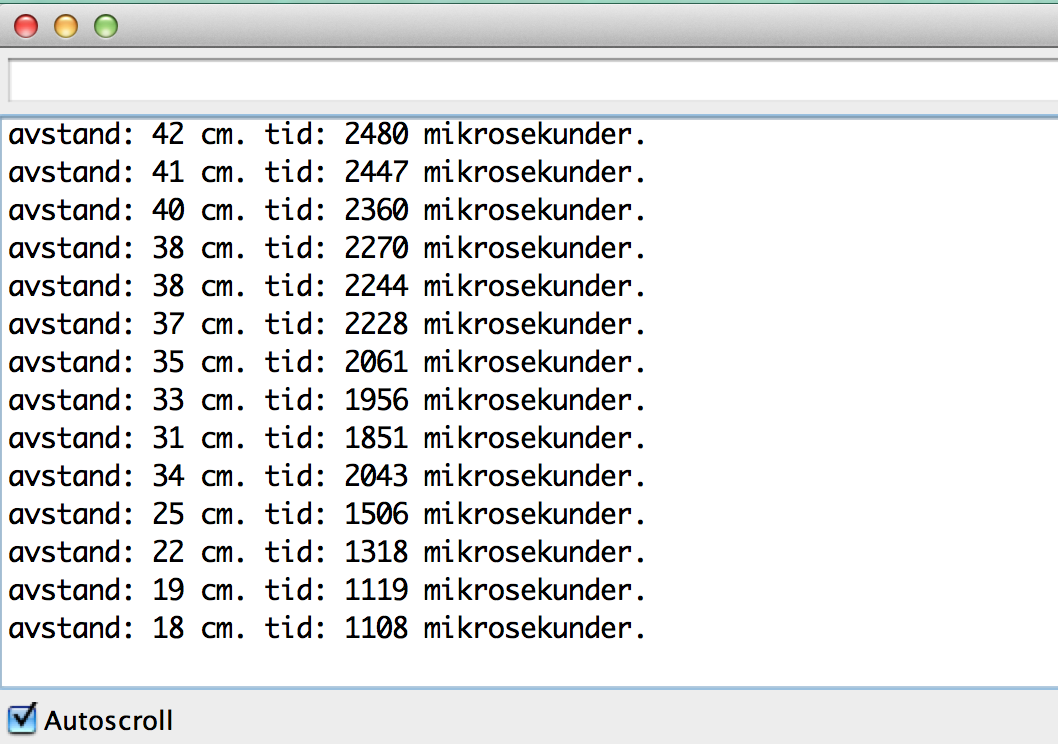 avstand: 42 cm. tid: 2480 mikrosekunder.
avstand: 41 cm. tid: 2447 mikrosekunder.
avstand: 40 cm. tid: 2360 mikrosekunder.
avstand: 38 cm. tid: 2270 mikrosekunder.
avstand: 38 cm. tid: 2244 mikrosekunder.
avstand: 37 cm. tid: 2228 mikrosekunder.
avstand: 35 cm. tid: 2061 mikrosekunder.
avstand: 33 cm. tid: 1956 mikrosekunder.
avstand: 31 cm. tid: 1851 mikrosekunder.
avstand: 34 cm. tid: 2043 mikrosekunder.
avstand: 25 cm. tid: 1506 mikrosekunder.
avstand: 22 cm. tid: 1318 mikrosekunder.
avstand: 19 cm. tid: 1119 mikrosekunder.
avstand: 18 cm. tid: 1108 mikrosekunder.
Autoscroll